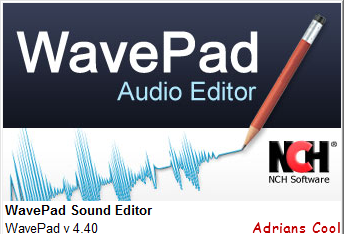 WavePad
Audio Editor
NCH®
NCH Software
WavePad Sound Editor
WavePad v 4.40
Adrians Cool